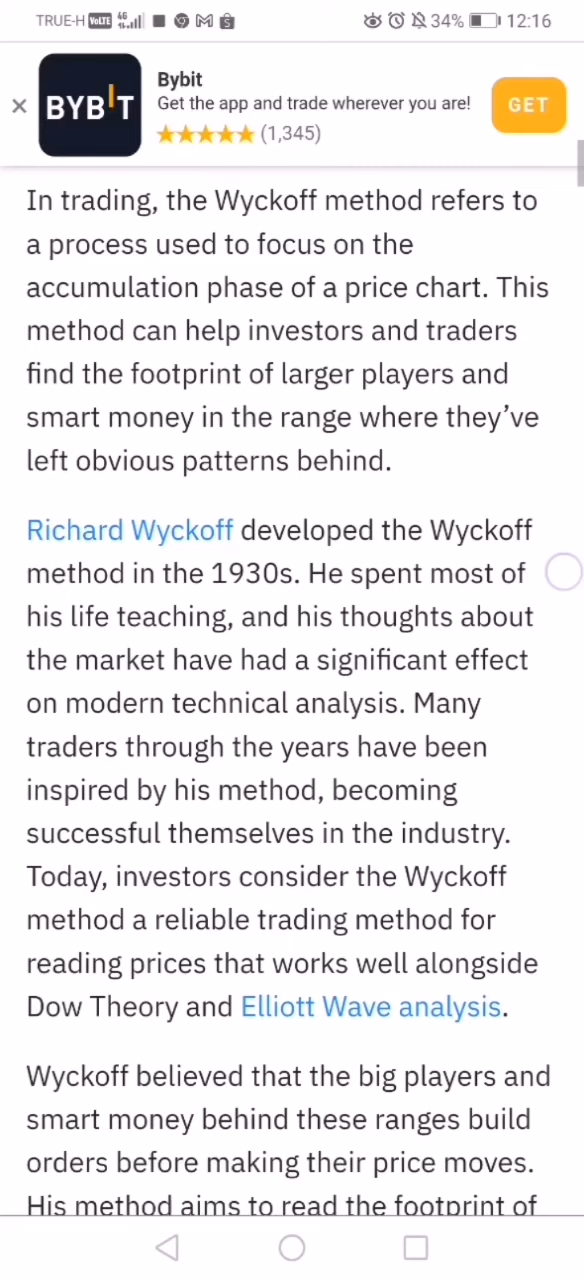 TRUE-H VoLTE 4G 34% 12:16
Bybit
BYBIT Get the app and trade wherever you are! GET
(1,345)
In trading, the Wyckoff method refers to
a process used to focus on the
accumulation phase of a price chart. This
method can help investors and traders
find the footprint of larger players and
smart money in the range where they’ve
left obvious patterns behind.
Richard Wyckoff developed the Wyckoff
method in the 1930s. He spent most of
his life teaching, and his thoughts about
the market have had a significant effect
on modern technical analysis. Many
traders through the years have been
inspired by his method, becoming
successful themselves in the industry.
Today, investors consider the Wyckoff
method a reliable trading method for
reading prices that works well alongside
Dow Theory and Elliott Wave analysis.
Wyckoff believed that the big players and
smart money behind these ranges build
orders before making their price moves.
His method aims to read the footprint of